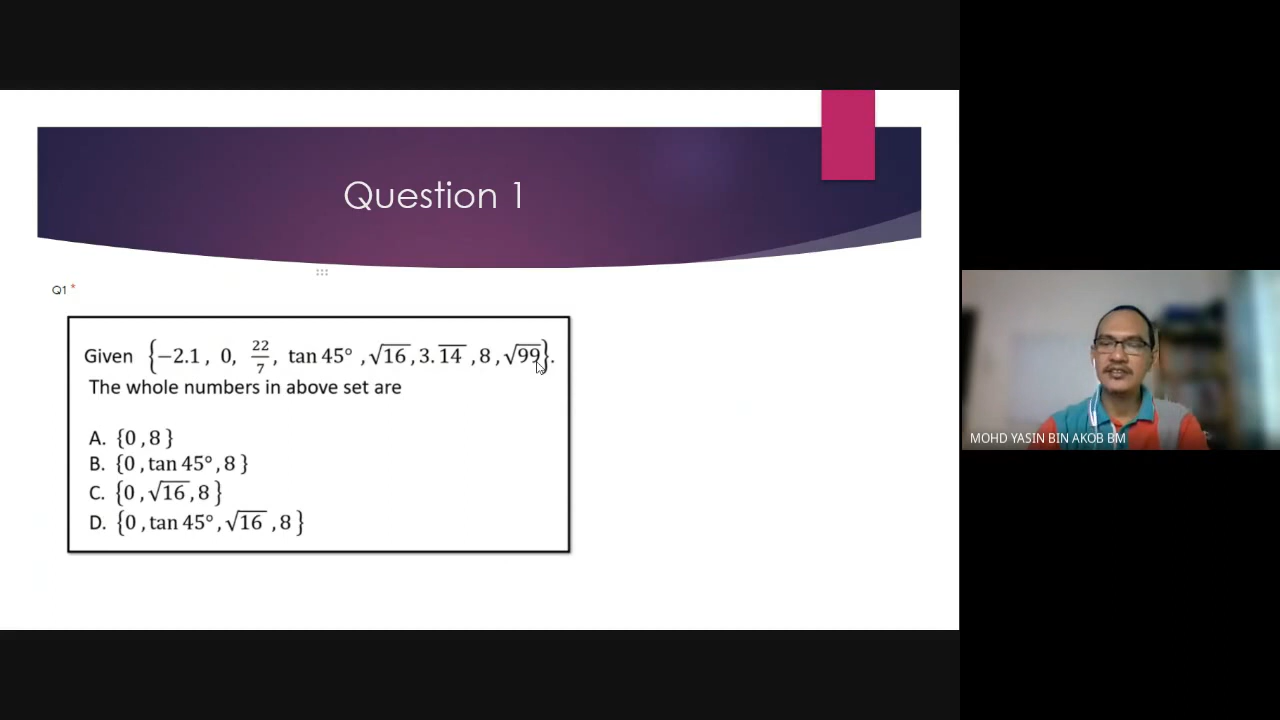 Question 1
Q1 *
Given {−2.1 , 0, 22/7, tan 45° , √16 , 3.1̅4̅ , 8 , √99}.
The whole numbers in above set are
A. {0 , 8 }
B. {0 , tan 45° , 8 }
C. {0 , √16 , 8 }
D. {0 , tan 45° , √16 , 8 }
MOHD YASIN BIN AKOB BM